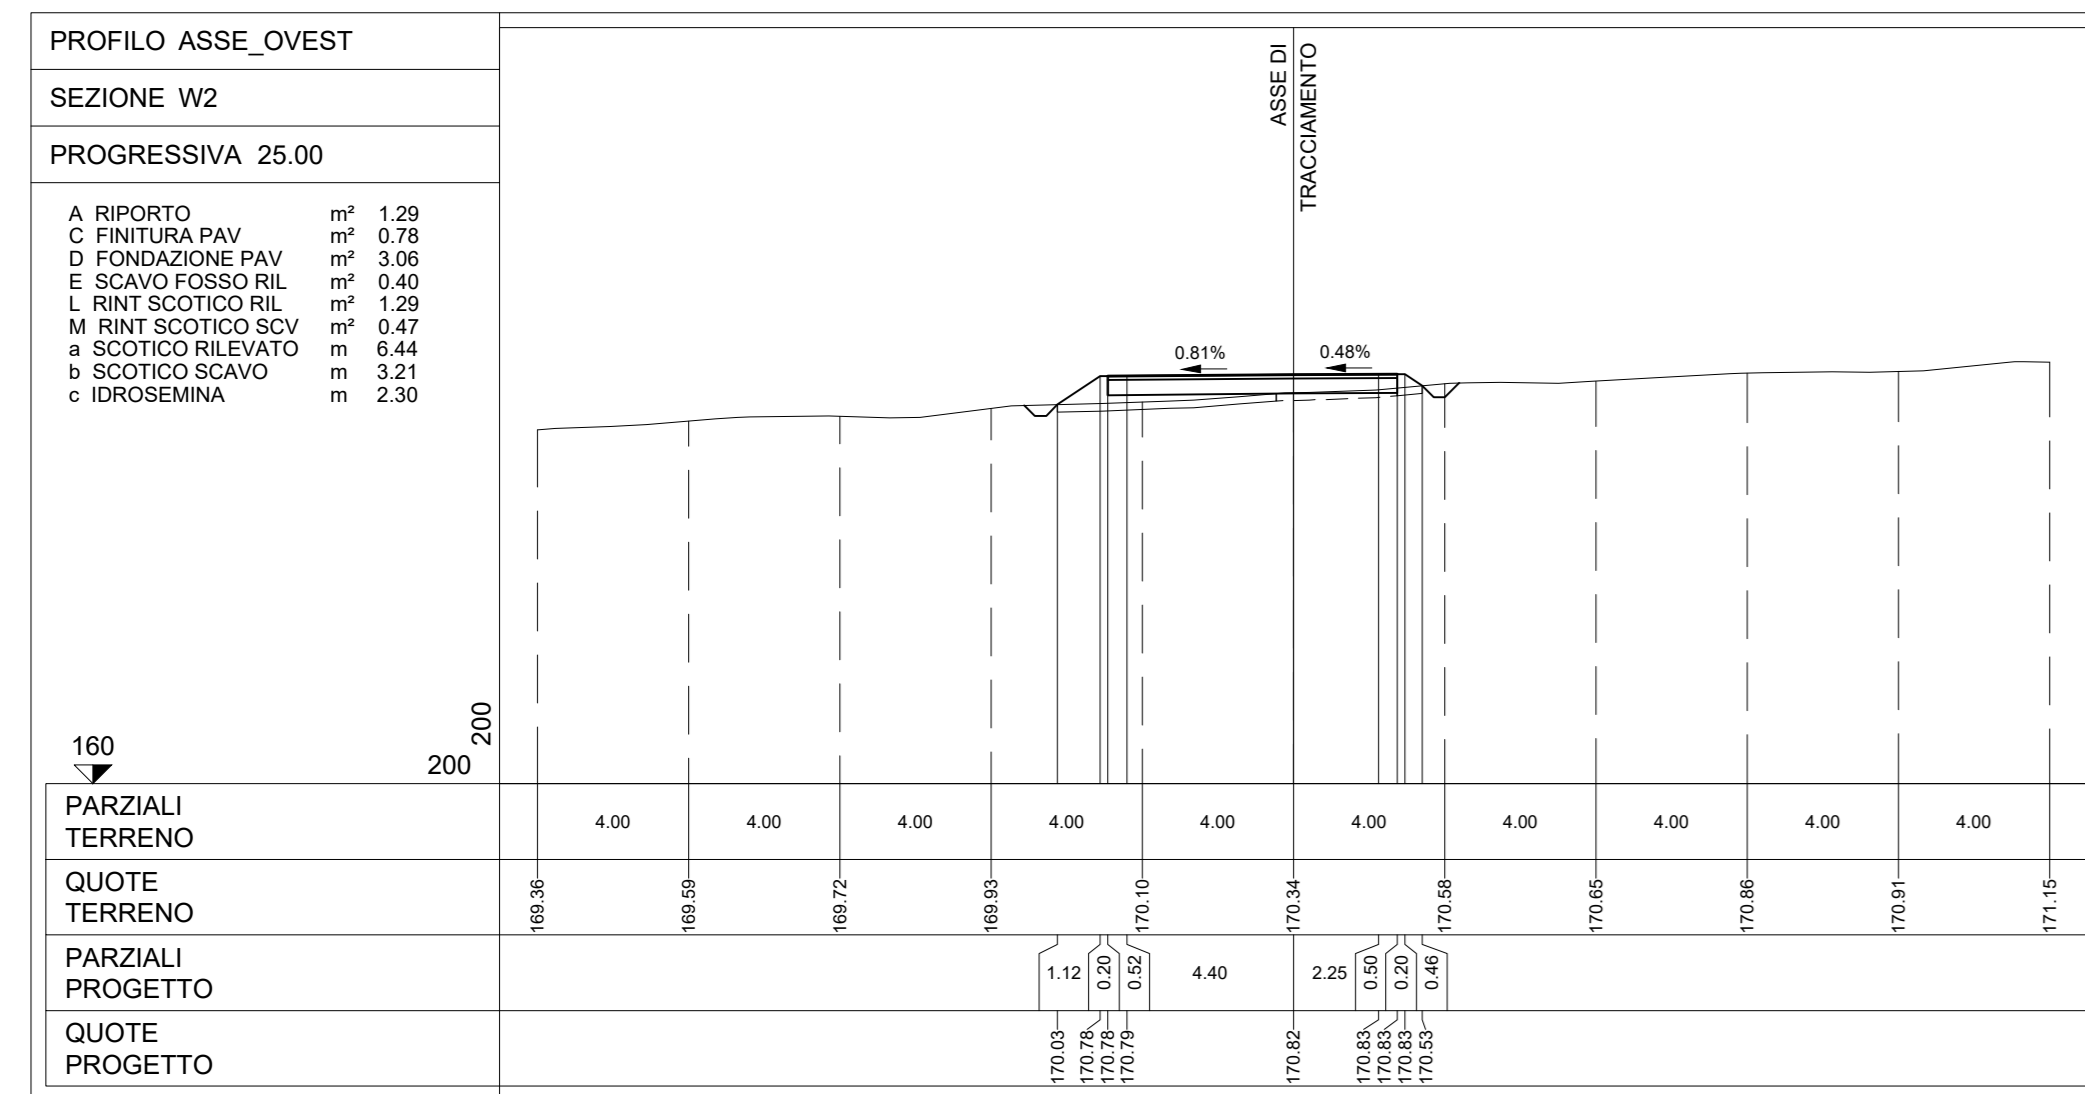 PROFILO ASSE_OVEST
SEZIONE W2
PROGRESSIVA 25.00
A RIPORTO m² 1.29
C FINITURA PAV m² 0.78
D FONDAZIONE PAV m² 3.06
E SCAVO FOSSO RIL m² 0.40
L RINT SCOTICO RIL m² 1.29
M RINT SCOTICO SCV m² 0.47
a SCOTICO RILEVATO m 6.44
b SCOTICO SCAVO m 3.21
c IDROSEMINA m 2.30
ASSE DI
TRACCIAMENTO
0.81% 0.48%
160
200
200
PARZIALI
TERRENO
4.00 4.00 4.00 4.00 4.00 4.00 4.00 4.00 4.00 4.00
QUOTE
TERRENO
169.36 169.59 169.72 169.93 170.10 170.34 170.58 170.65 170.86 170.91 171.15
PARZIALI
PROGETTO
1.12 0.20 0.52 4.40 2.25 0.50 0.20 0.46
QUOTE
PROGETTO
170.03 170.78 170.78 170.79 170.82 170.83 170.83 170.83 170.53